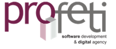 profeti
software development
& digital agency